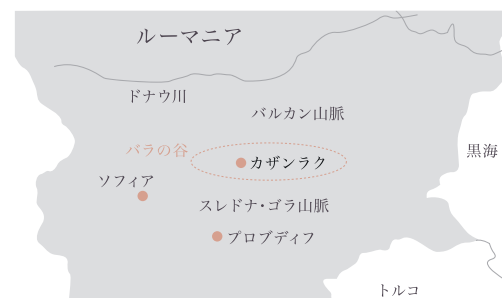 ルーマニア
ドナウ川
バルカン山脈
バラの谷
黒海
カザンラク
ソフィア
スレドナ・ゴラ山脈
プロブディフ
トルコ